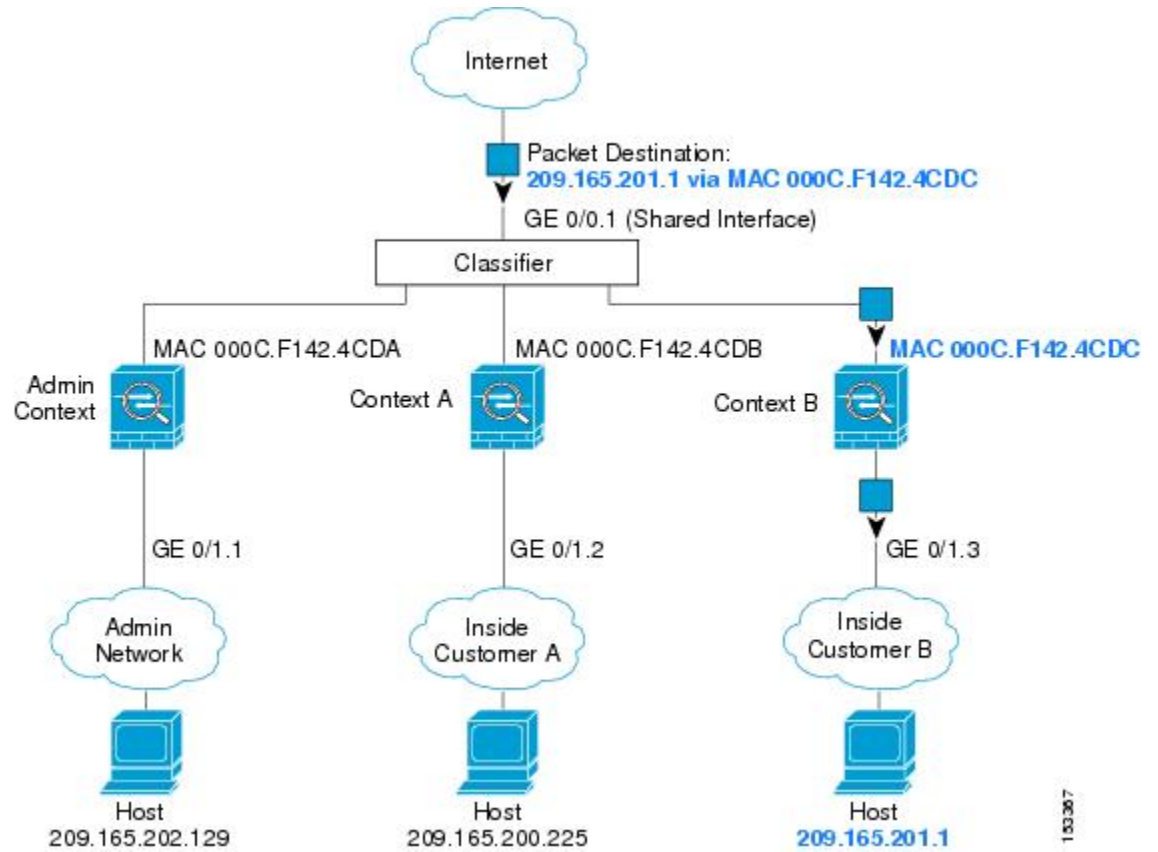 Internet
Packet Destination:
209.165.201.1 via MAC 000C.F142.4CDC
GE 0/0.1 (Shared Interface)
Classifier
MAC 000C.F142.4CDA
MAC 000C.F142.4CDB
MAC 000C.F142.4CDC
Admin
Context
Context A
Context B
GE 0/1.1
GE 0/1.2
GE 0/1.3
Admin
Network
Inside
Customer A
Inside
Customer B
Host
209.165.202.129
Host
209.165.200.225
Host
209.165.201.1
153367